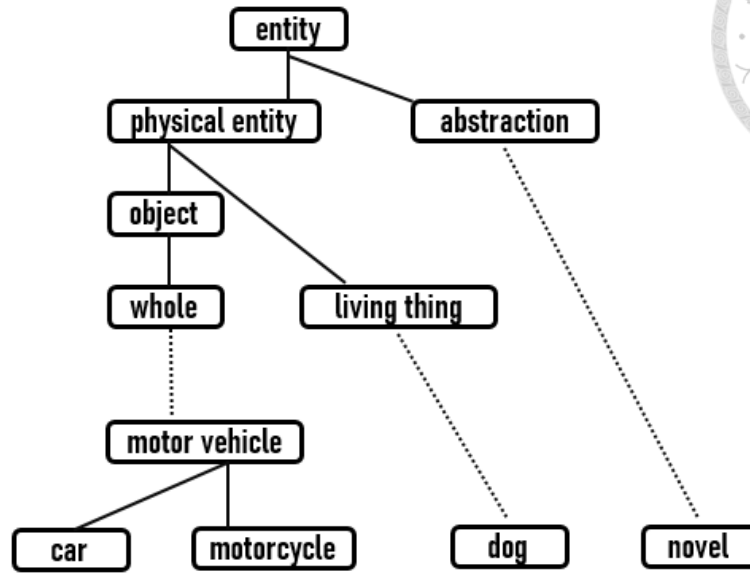 entity
physical entity
abstraction
object
whole
living thing
motor vehicle
car
motorcycle
dog
novel